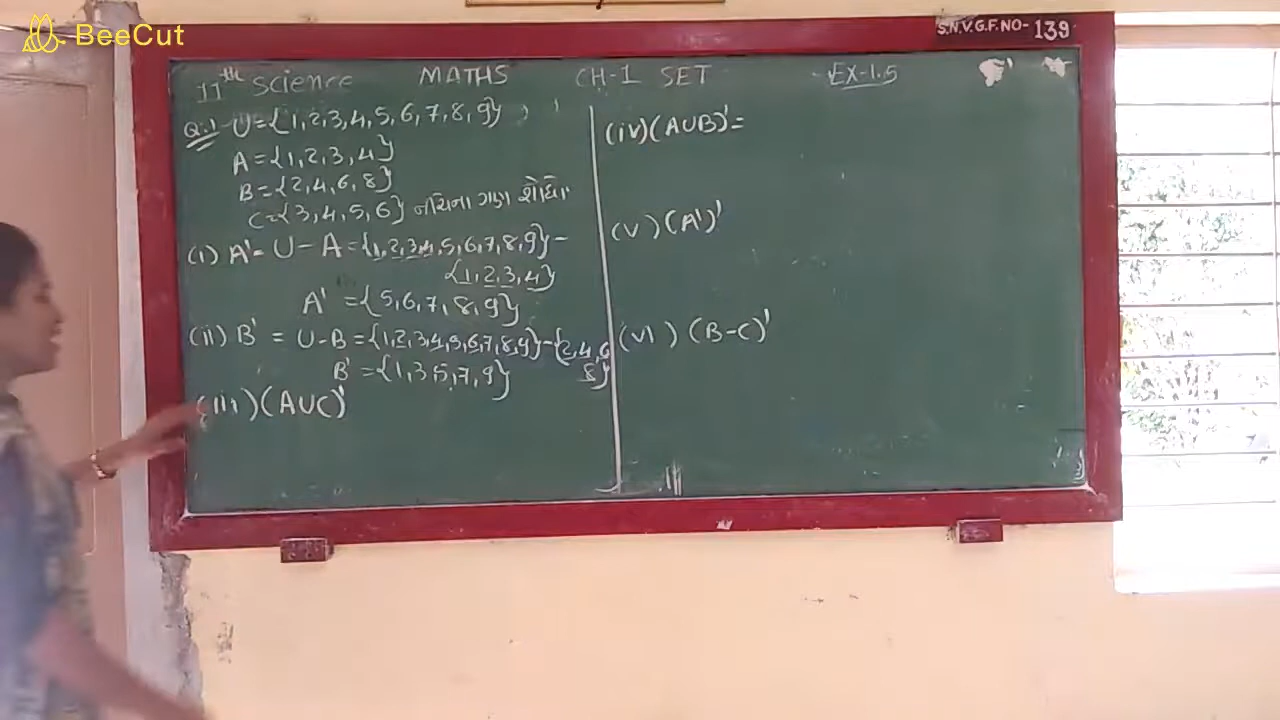 BeeCut
S.N.V.G.F.NO- 139
11th Science MATHS CH-1 SET EX-1.5
Q.1 U={1,2,3,4,5,6,7,8,9},
A={1,2,3,4}
B={2,4,6,8}
C={3,4,5,6} નીચેના ગણ શોધો
(i) A'= U-A={1,2,3,4,5,6,7,8,9}-
{1,2,3,4}
A' ={5,6,7,8,9}
(ii) B' = U-B={1,2,3,4,5,6,7,8,9}-{2,4,6
8}
B' ={1,3,5,7,9}
(iii)(AUC)'
(iv)(AUB)'=
(v)(A')'
(vi)(B-C)'